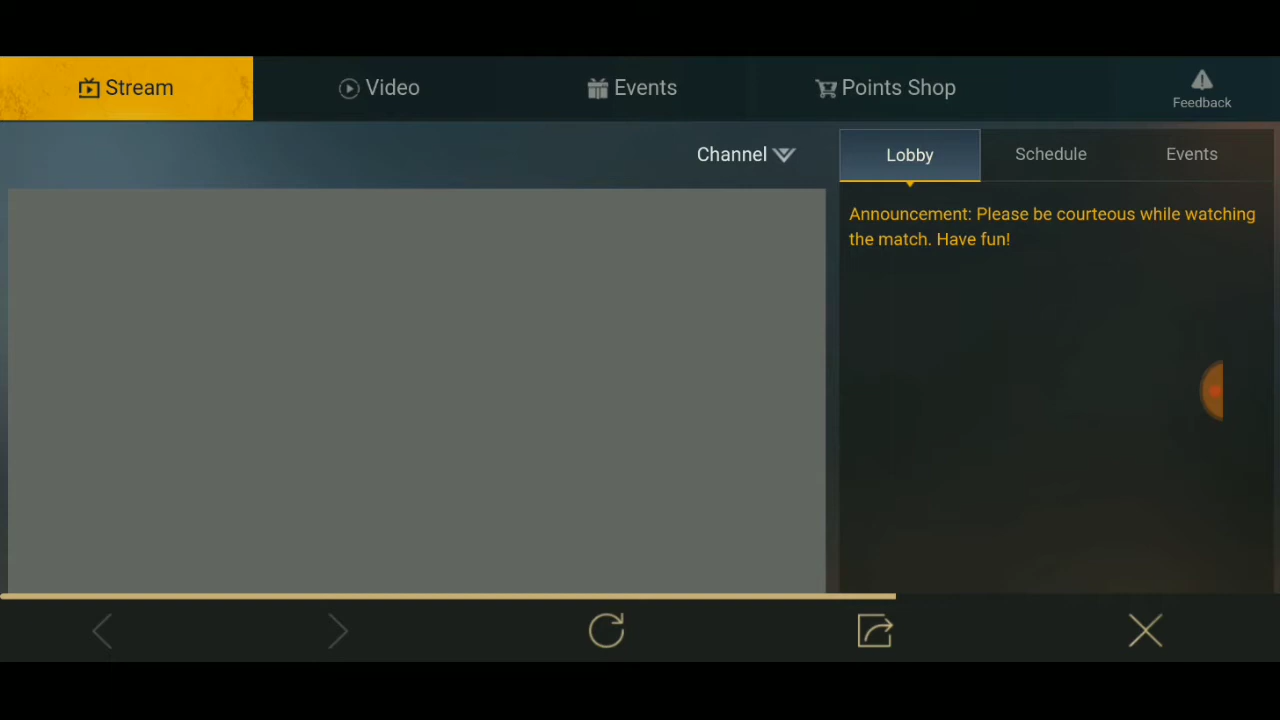 Stream
Video
Events
Points Shop
Feedback
Channel
Lobby
Schedule
Events
Announcement: Please be courteous while watching
the match. Have fun!